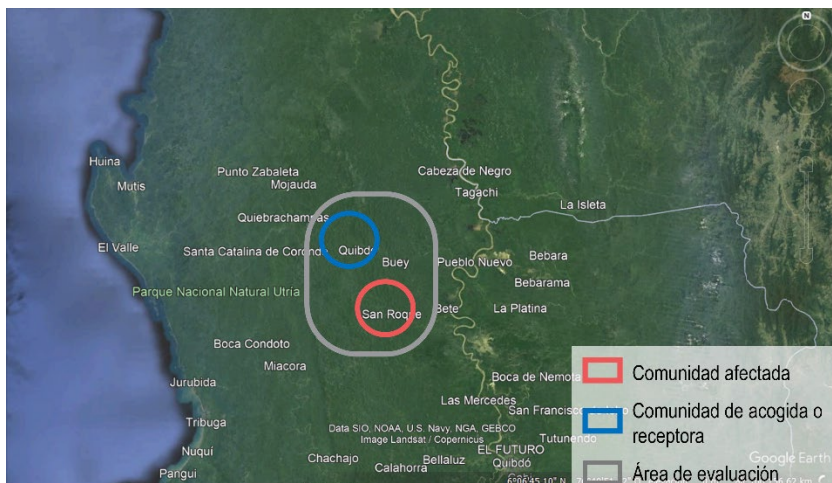 N
Huina
Mutis
Punto Zabaleta
Mojauda
Cabeza de Negro
Tagachi
La Isleta
Quiebrachampas
El Valle
Santa Catalina de Corondo
Quibdó
Buey
Pueblo Nuevo
Bebara
Bebarama
Parque Nacional Natural Utría
San Roque
Bete
La Platina
Boca Condoto
Miacora
Jurubida
Boca de Nemota
Las Mercedes
San Francisco
Tribuga
Nuquí
Pangui
Data SIO, NOAA, U.S. Navy, NGA, GEBCO
Image Landsat / Copernicus
Tutunendo
EL FUTURO
Quibdó
Chachajo
Bellaluz
Calahorra
Comunidad afectada
Comunidad de acogida o
receptora
Área de evaluación
Google Earth